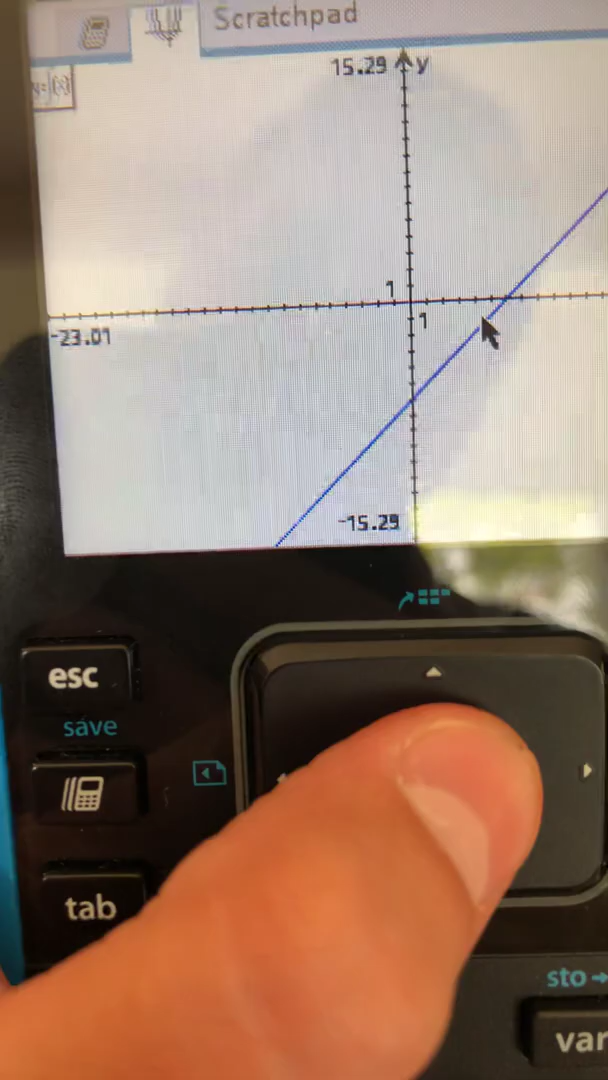 Scratchpad
15.29 y
1
1
-23.01
-15.29
esc
save
tab
sto→
var